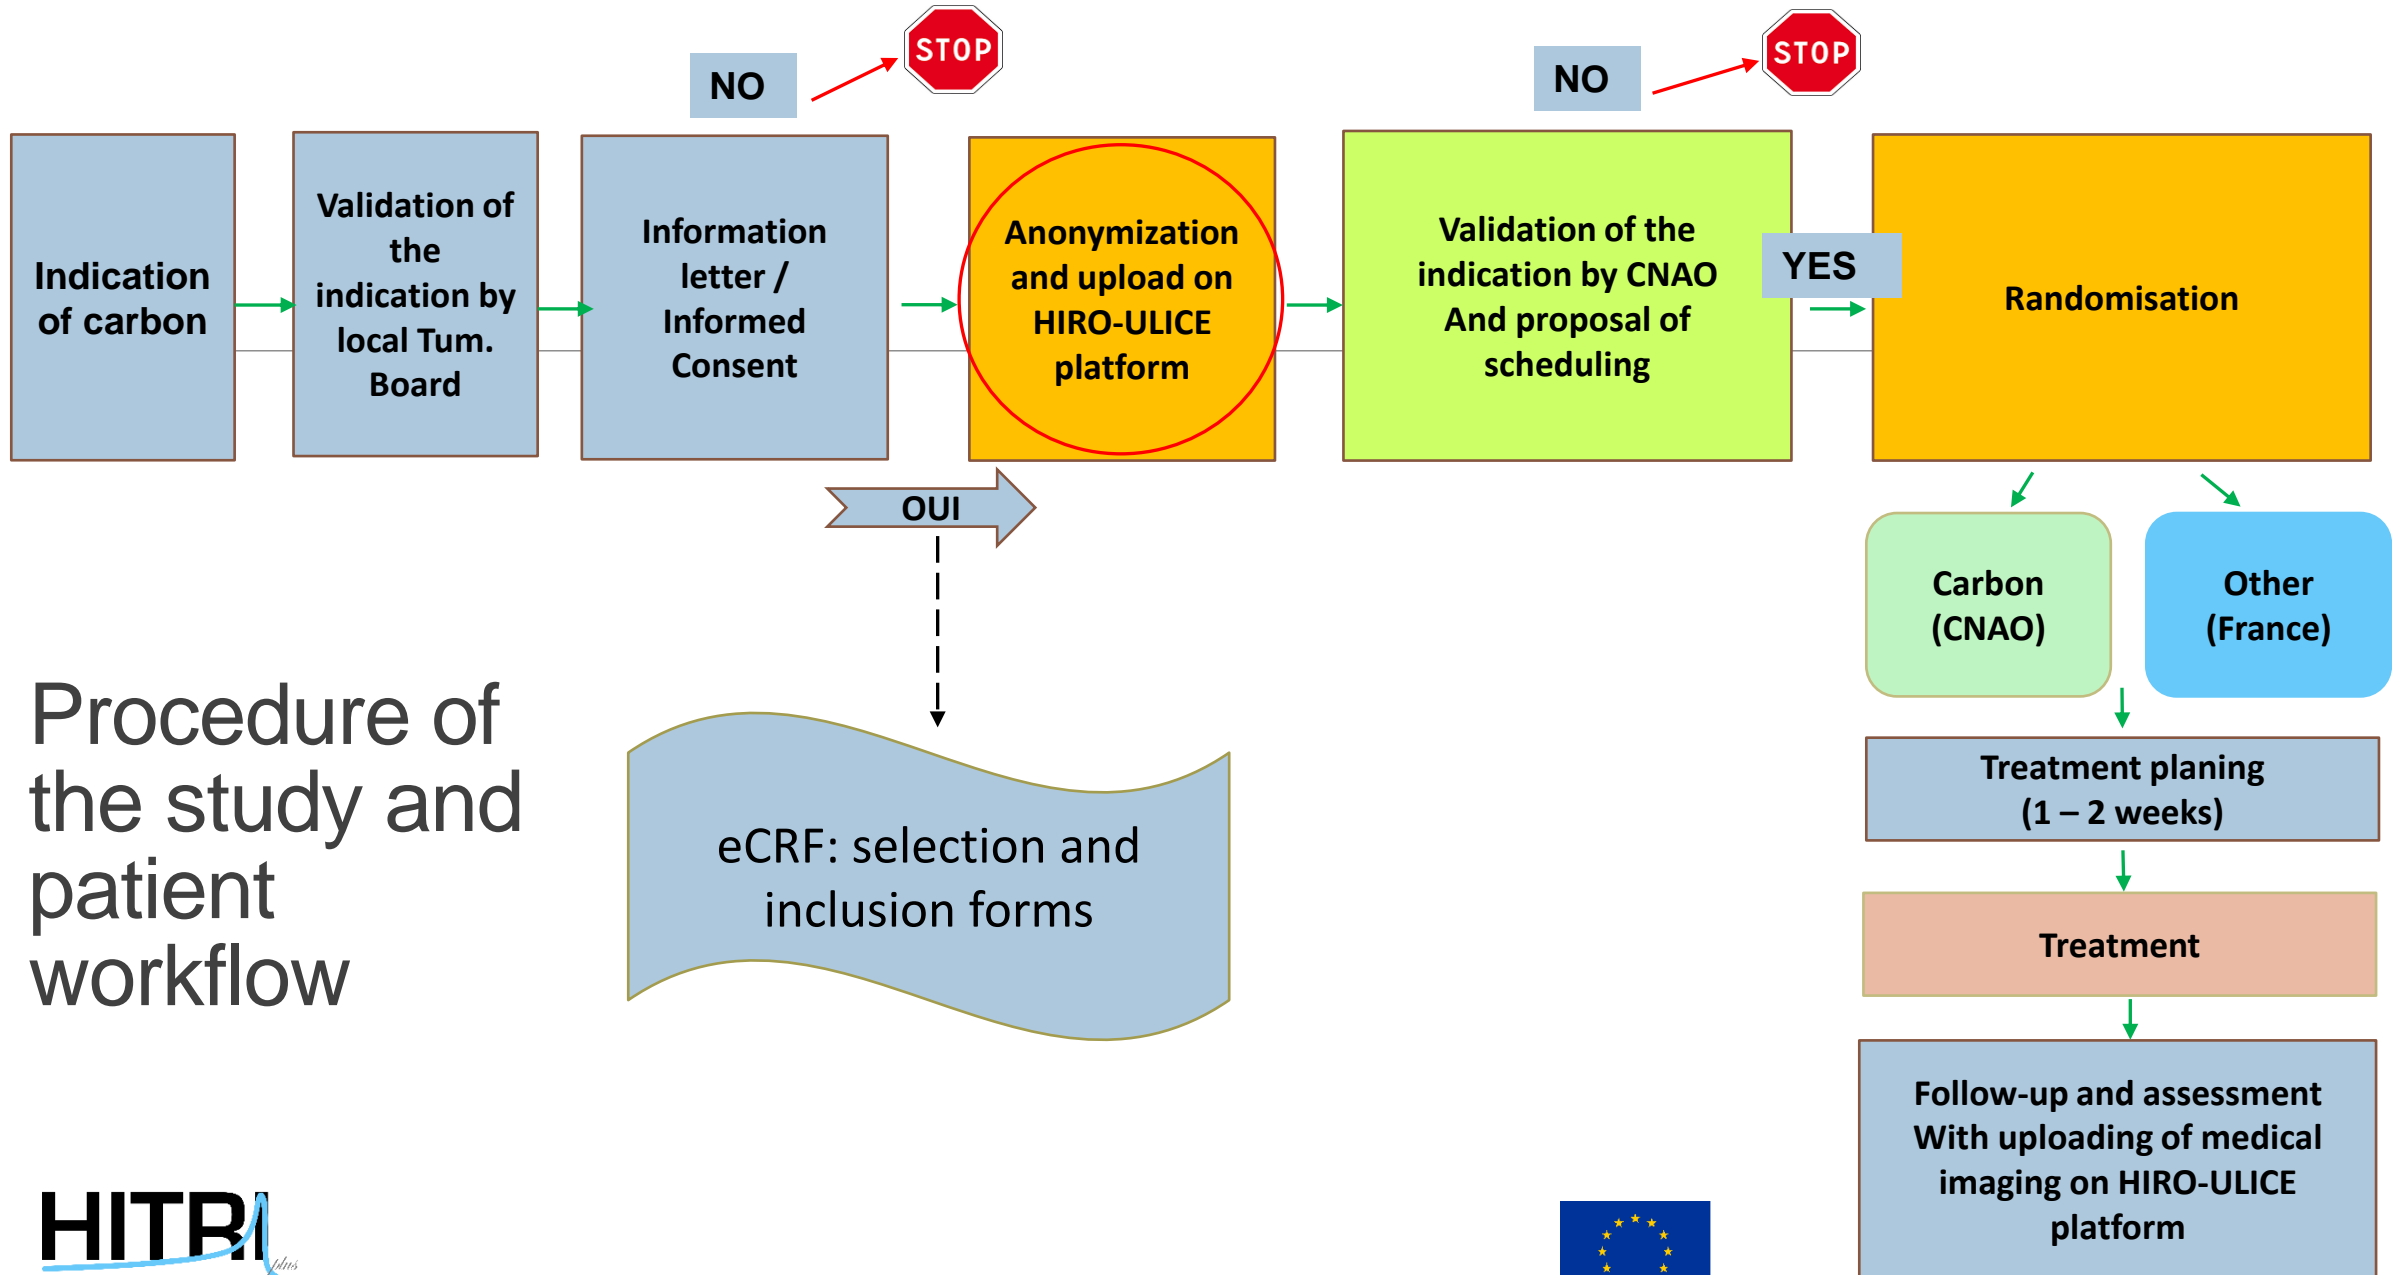 NO
STOP
NO
STOP
Indication
of carbon
Validation of
the
indication by
local Tum.
Board
Information
letter /
Informed
Consent
Anonymization
and upload on
HIRO-ULICE
platform
Validation of the
indication by CNAO
And proposal of
scheduling
YES
Randomisation
OUI
Carbon
(CNAO)
Other
(France)
Procedure of
the study and
patient
workflow
eCRF: selection and
inclusion forms
Treatment planing
(1 – 2 weeks)
Treatment
Follow-up and assessment
With uploading of medical
imaging on HIRO-ULICE
platform
HITRI
plus